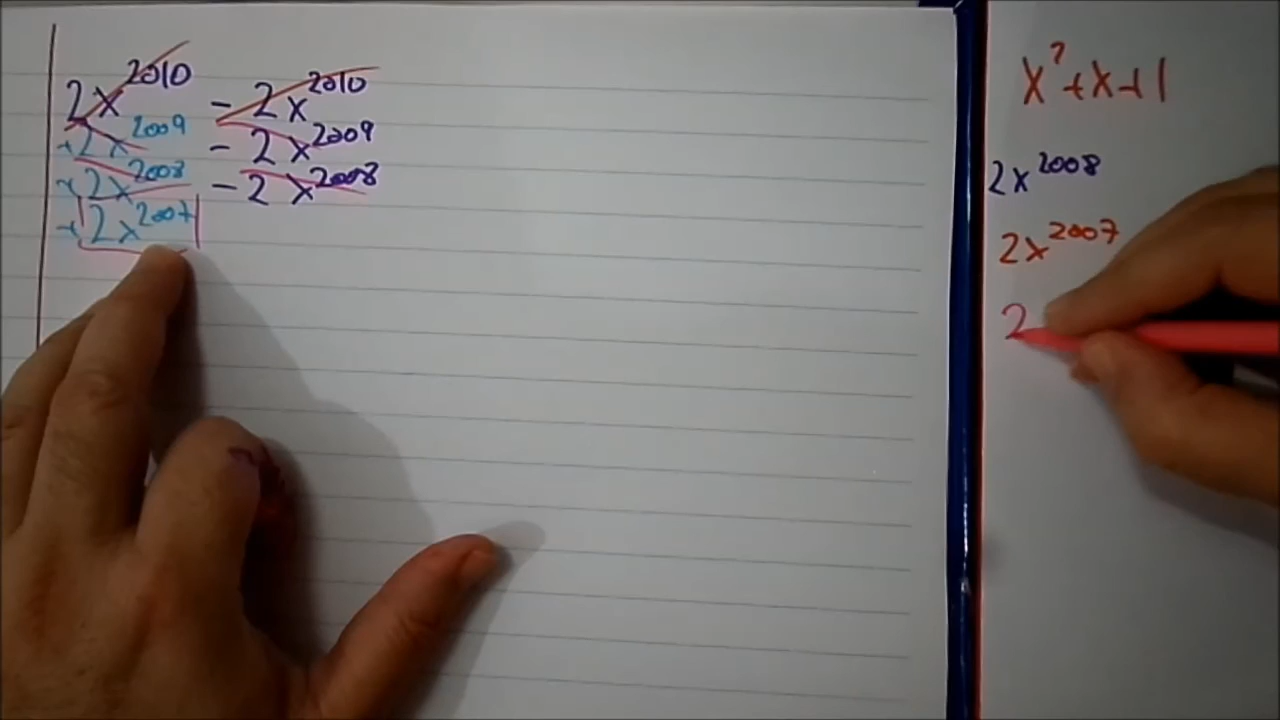 2x^2010 - 2x^2010
+2x^2009 - 2x^2009
+2x^2008 - 2x^2008
+2x^2007
x^2+x+1
2x^2008
2x^2007
2